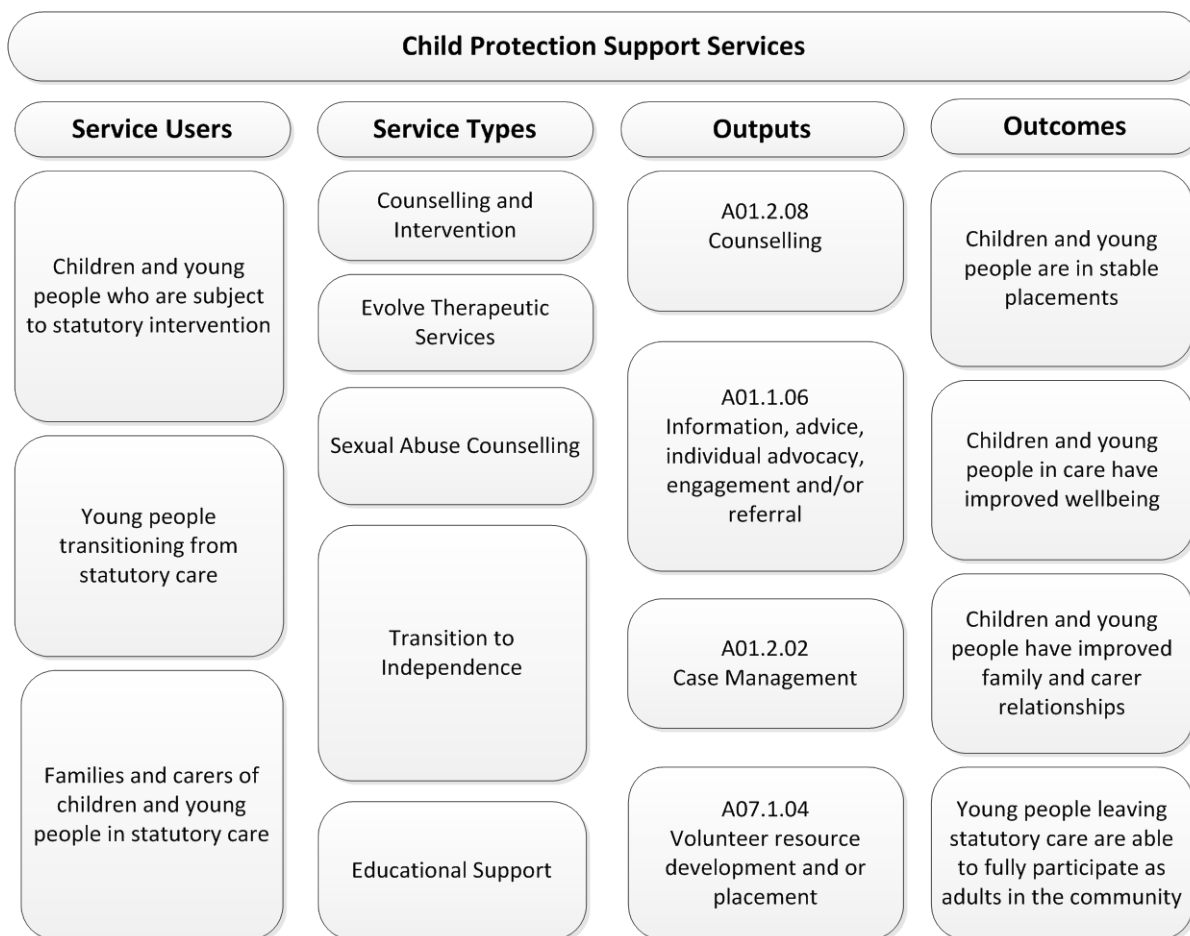 Child Protection Support Services
Service Users
Children and young
people who are subject
to statutory intervention
Young people
transitioning from
statutory care
Families and carers of
children and young
people in statutory care
Service Types
Counselling and
Intervention
Evolve Therapeutic
Services
Sexual Abuse Counselling
Transition to
Independence
Educational Support
Outputs
A01.2.08
Counselling
A01.1.06
Information, advice,
individual advocacy,
engagement and/or
referral
A01.2.02
Case Management
A07.1.04
Volunteer resource
development and or
placement
Outcomes
Children and young
people are in stable
placements
Children and young
people in care have
improved wellbeing
Children and young
people have improved
family and carer
relationships
Young people leaving
statutory care are able
to fully participate as
adults in the community